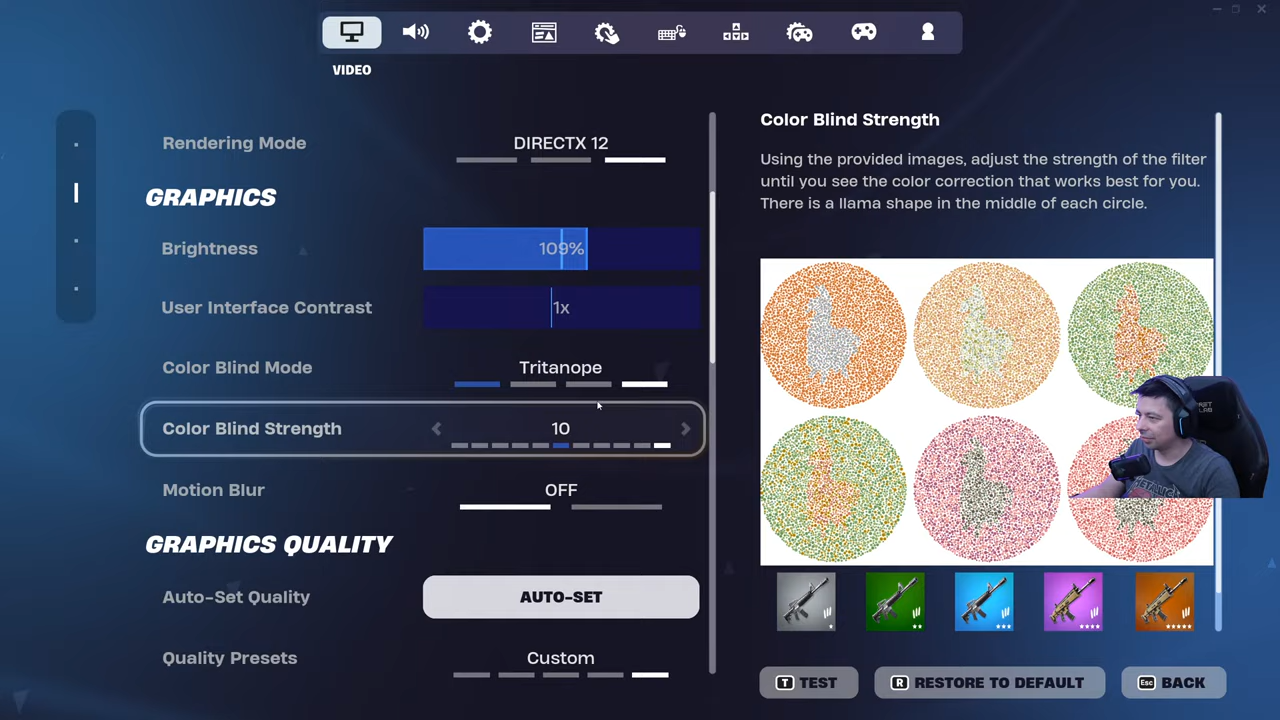 VIDEO
Rendering Mode
DIRECTX 12
GRAPHICS
Brightness
109%
User Interface Contrast
1x
Color Blind Mode
Tritanope
Color Blind Strength
10
Motion Blur
OFF
GRAPHICS QUALITY
Auto-Set Quality
AUTO-SET
Quality Presets
Custom
Color Blind Strength
Using the provided images, adjust the strength of the filter
until you see the color correction that works best for you.
There is a llama shape in the middle of each circle.
T TEST
R RESTORE TO DEFAULT
Esc BACK